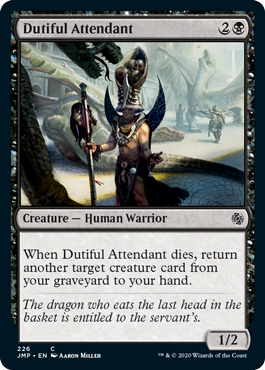 Dutiful Attendant 2
Creature — Human Warrior
When Dutiful Attendant dies, return
another target creature card from
your graveyard to your hand.
The dragon who eats the last head in the
basket is entitled to the servant's.
1/2
226 C
JMP • EN AARON MILLER
™ & © 2020 Wizards of the Coast